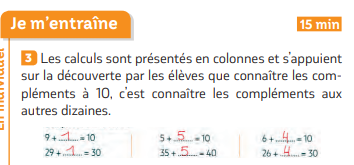 En individuel
Je m'entraîne
15 min
3 Les calculs sont présentés en colonnes et s'appuient
sur la découverte par les élèves que connaître les com-
pléments à 10, c'est connaître les compléments aux
autres dizaines.
9 + ...1... = 10
5 + ...5... = 10
6 + ...4... = 10
29 + ...1... = 30
35 + ...5... = 40
26 + ...4... = 30